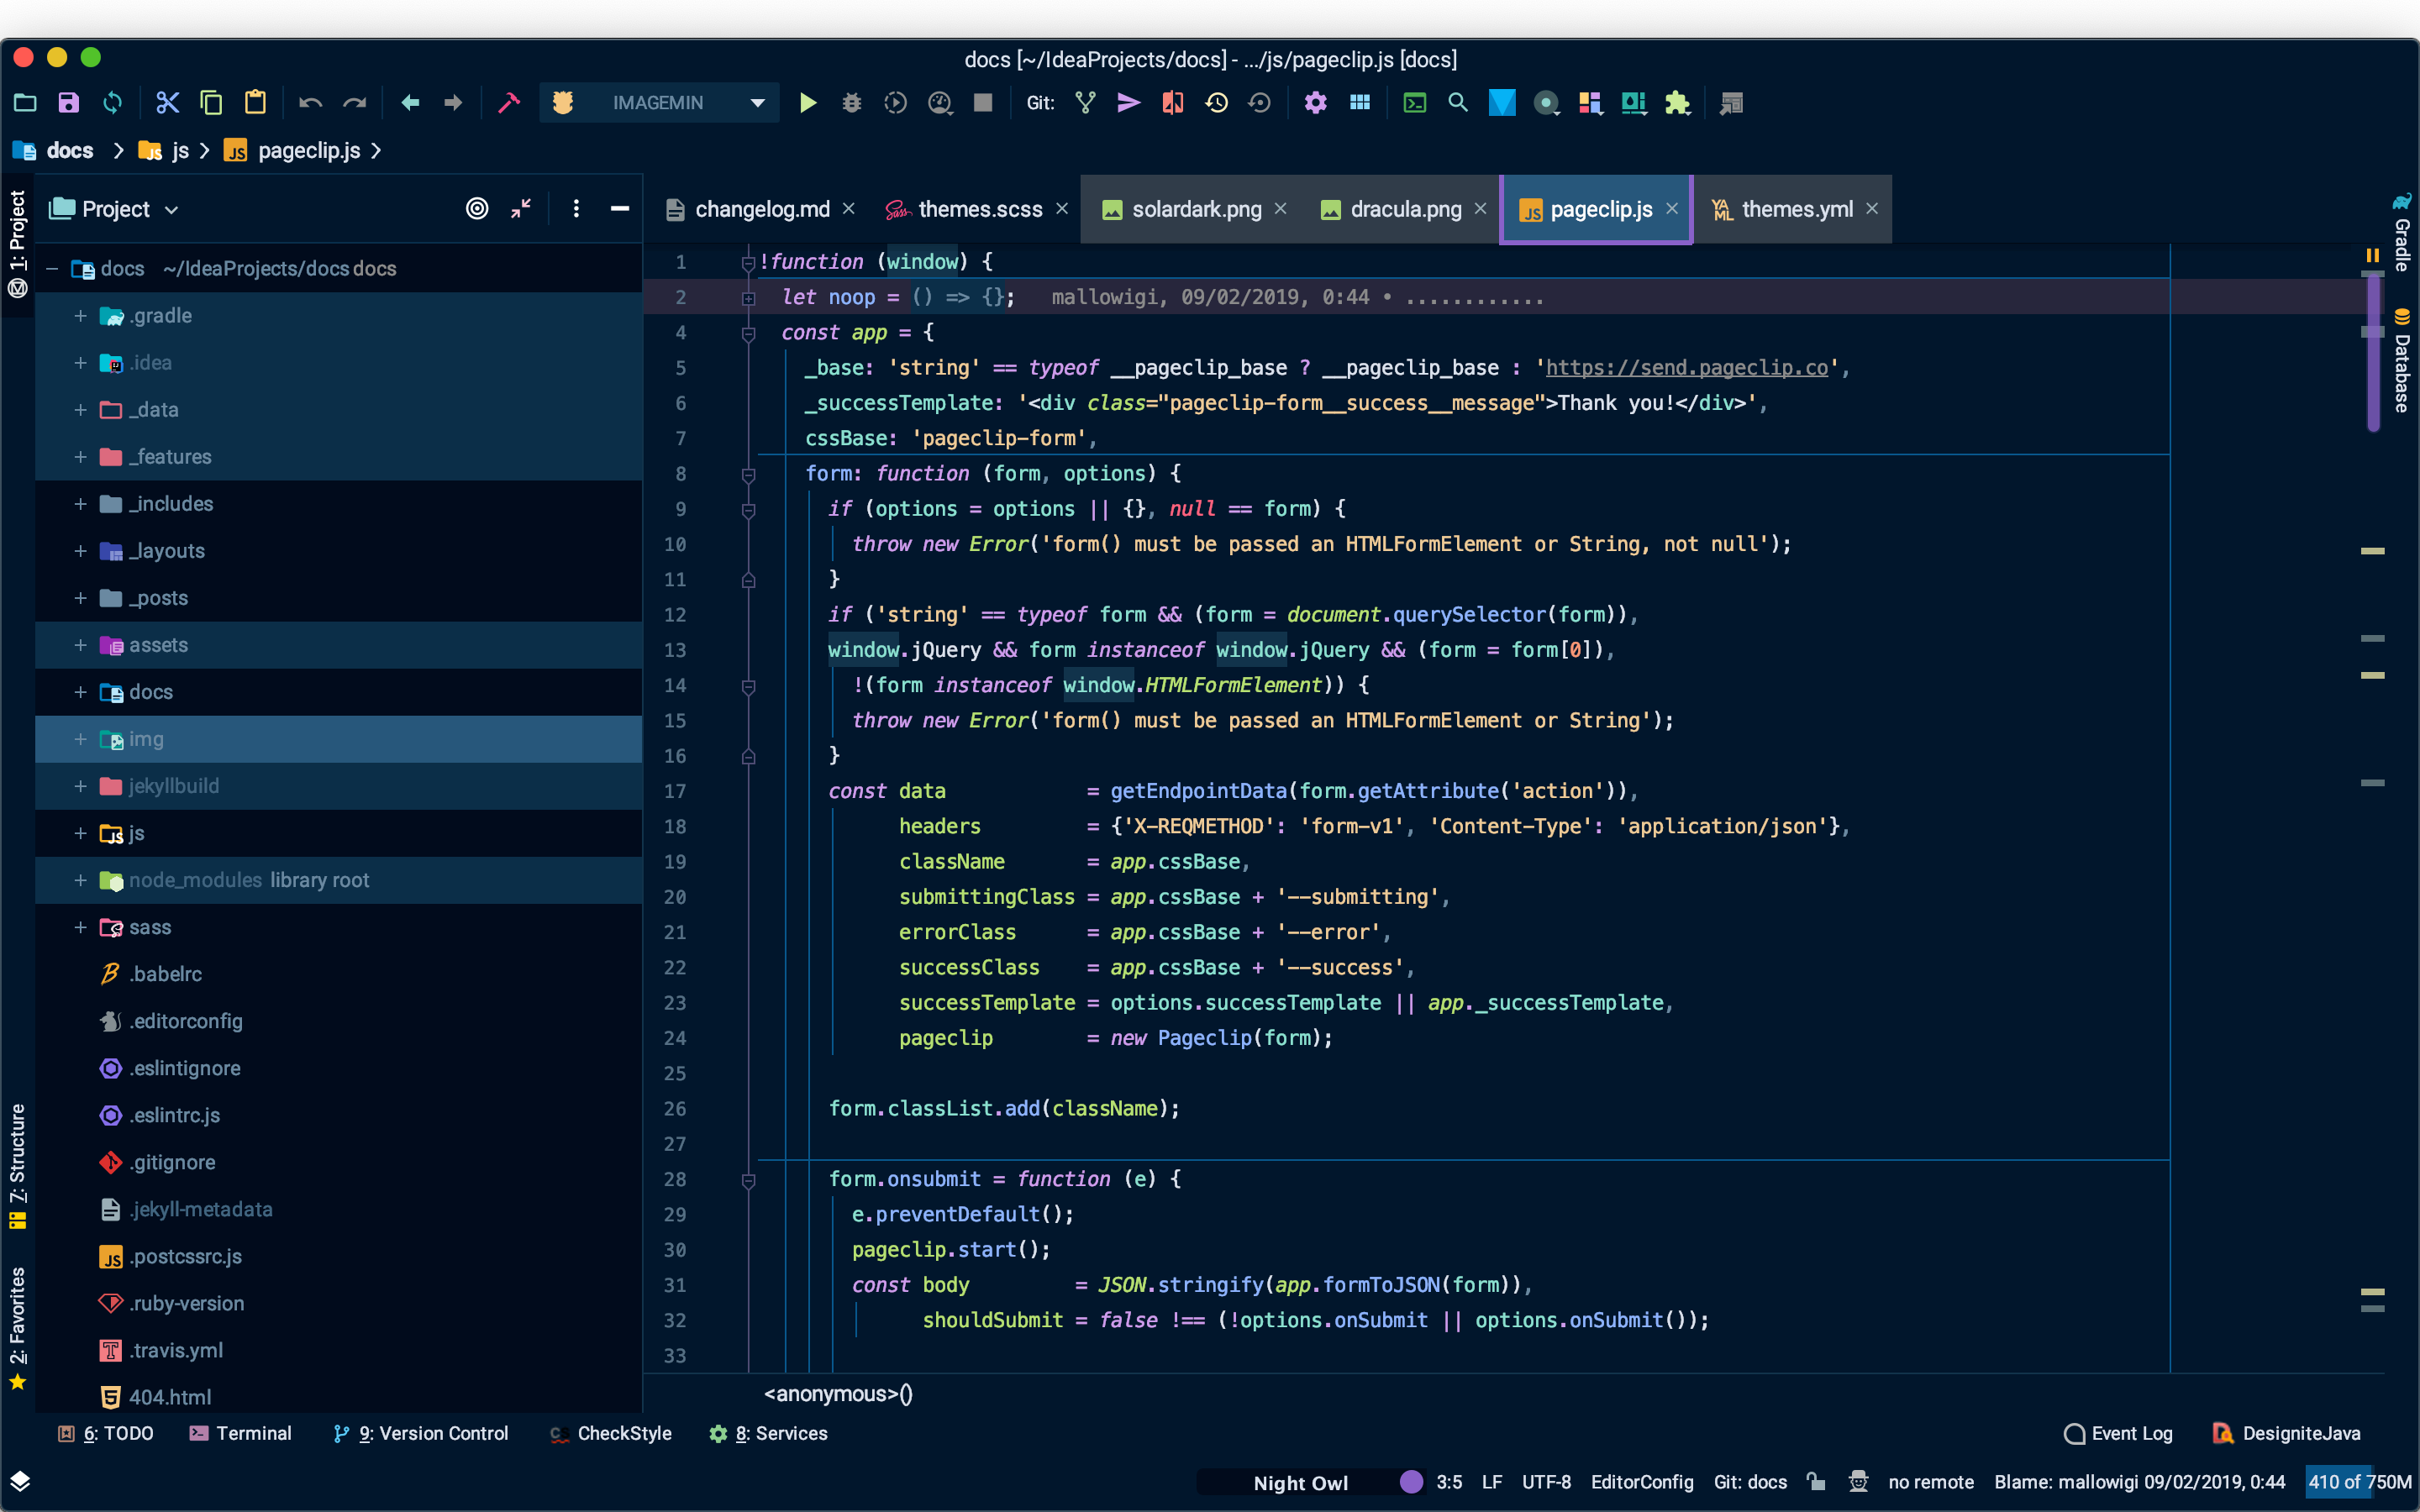 docs [~/IdeaProjects/docs] - .../js/pageclip.js [docs]
IMAGEMIN Git:
docs js JS pageclip.js
1: Project
Project
docs ~/IdeaProjects/docs docs
.gradle
.idea
_data
_features
_includes
_layouts
_posts
assets
docs
img
jekyllbuild
js
node_modules library root
sass
.babelrc
.editorconfig
.eslintignore
.eslintrc.js
.gitignore
.jekyll-metadata
.postcssrc.js
.ruby-version
.travis.yml
404.html
7: Structure
2: Favorites
changelog.md themes.scss solardark.png dracula.png JS pageclip.js YAML themes.yml
1 !function (window) {
2 let noop = () => {}; mallowigi, 09/02/2019, 0:44 • ............
4 const app = {
5 _base: 'string' == typeof __pageclip_base ? __pageclip_base : 'https://send.pageclip.co',
6 _successTemplate: '<div class="pageclip-form__success__message">Thank you!</div>',
7 cssBase: 'pageclip-form',
8 form: function (form, options) {
9 if (options = options || {}, null == form) {
10 throw new Error('form() must be passed an HTMLFormElement or String, not null');
11 }
12 if ('string' == typeof form && (form = document.querySelector(form)),
13 window.jQuery && form instanceof window.jQuery && (form = form[0]),
14 !(form instanceof window.HTMLFormElement)) {
15 throw new Error('form() must be passed an HTMLFormElement or String');
16 }
17 const data = getEndpointData(form.getAttribute('action')),
18 headers = {'X-REQMETHOD': 'form-v1', 'Content-Type': 'application/json'},
19 className = app.cssBase,
20 submittingClass = app.cssBase + '--submitting',
21 errorClass = app.cssBase + '--error',
22 successClass = app.cssBase + '--success',
23 successTemplate = options.successTemplate || app._successTemplate,
24 pageclip = new Pageclip(form);
25
26 form.classList.add(className);
27
28 form.onsubmit = function (e) {
29 e.preventDefault();
30 pageclip.start();
31 const body = JSON.stringify(app.formToJSON(form)),
32 shouldSubmit = false !== (!options.onSubmit || options.onSubmit());
33
<anonymous>()
Gradle
Database
6: TODO Terminal 9: Version Control CheckStyle 8: Services Event Log DesigniteJava
Night Owl 3:5 LF UTF-8 EditorConfig Git: docs no remote Blame: mallowigi 09/02/2019, 0:44 410 of 750M